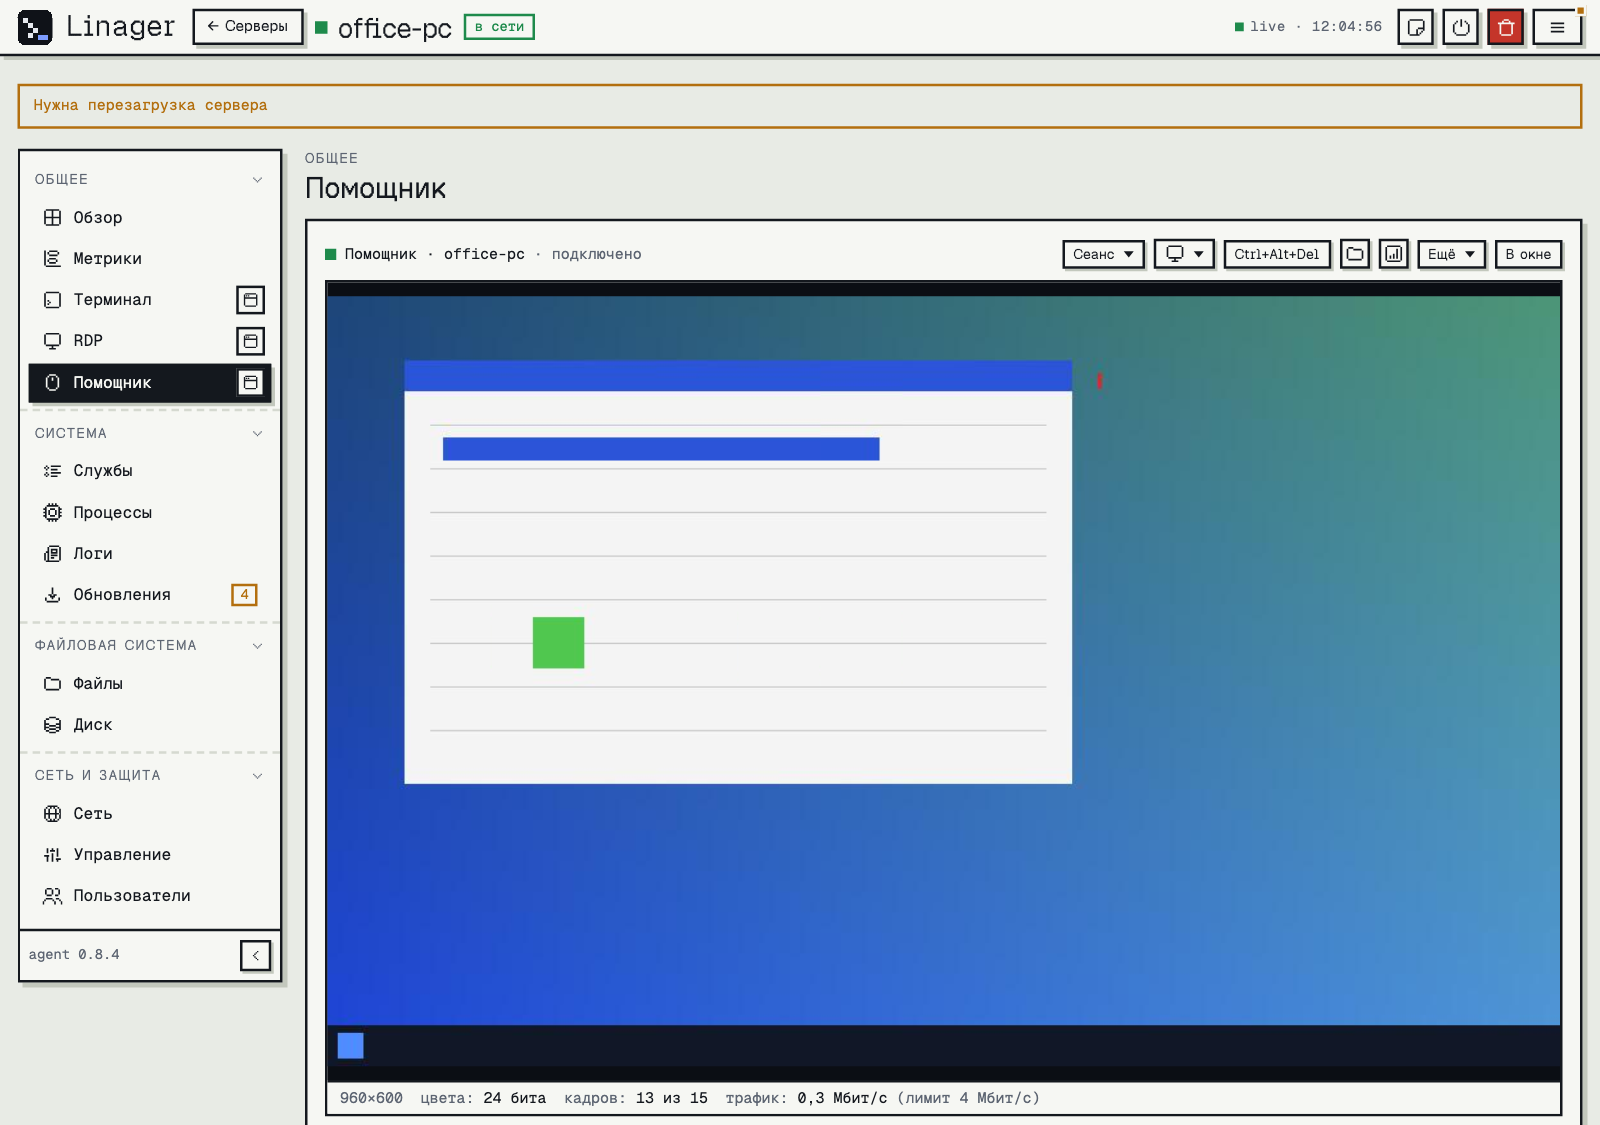 Linager
← Серверы
office-pc
в сети
live · 12:04:56
Нужна перезагрузка сервера
ОБЩЕЕ
Обзор
Метрики
Терминал
RDP
Помощник
СИСТЕМА
Службы
Процессы
Логи
Обновления 4
ФАЙЛОВАЯ СИСТЕМА
Файлы
Диск
СЕТЬ И ЗАЩИТА
Сеть
Управление
Пользователи
agent 0.8.4
ОБЩЕЕ
Помощник
Помощник · office-pc · подключено
Сеанс
Ctrl+Alt+Del
Ещё
В окне
960×600 цвета: 24 бита кадров: 13 из 15 трафик: 0,3 Мбит/с (лимит 4 Мбит/с)